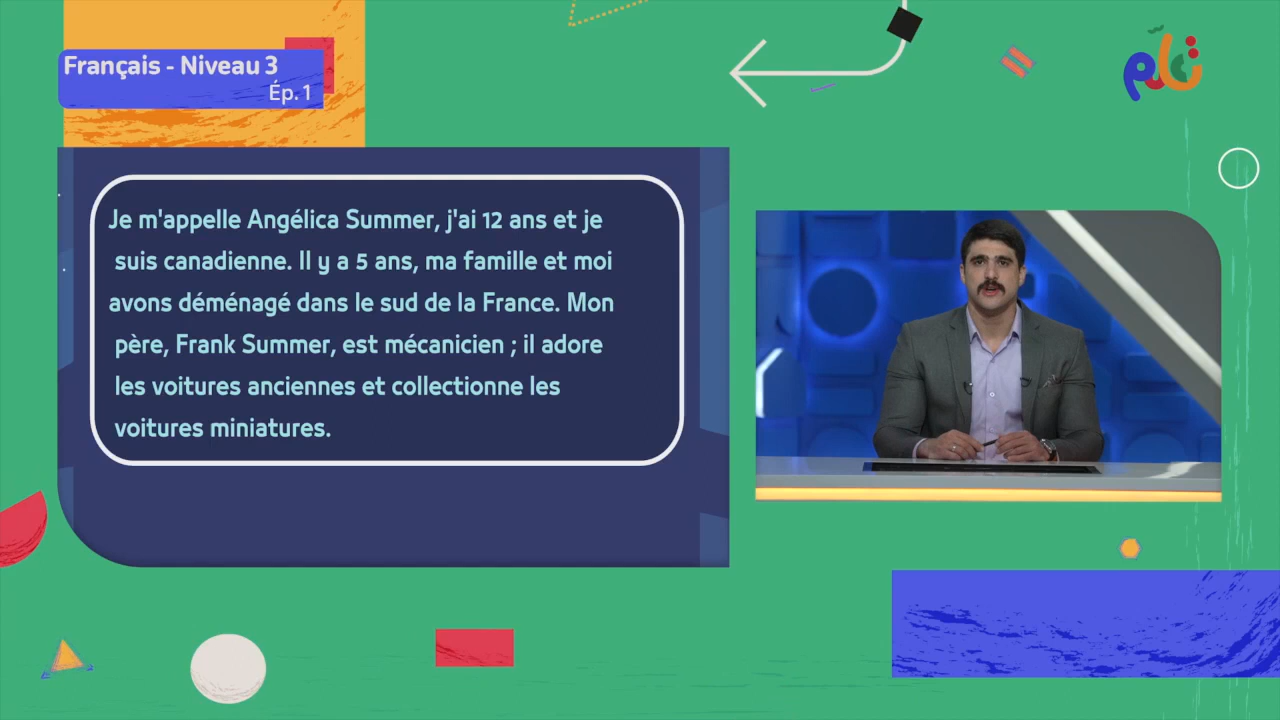 Français - Niveau 3
Ép. 1
Je m'appelle Angélica Summer, j'ai 12 ans et je
suis canadienne. Il y a 5 ans, ma famille et moi
avons déménagé dans le sud de la France. Mon
père, Frank Summer, est mécanicien ; il adore
les voitures anciennes et collectionne les
voitures miniatures.